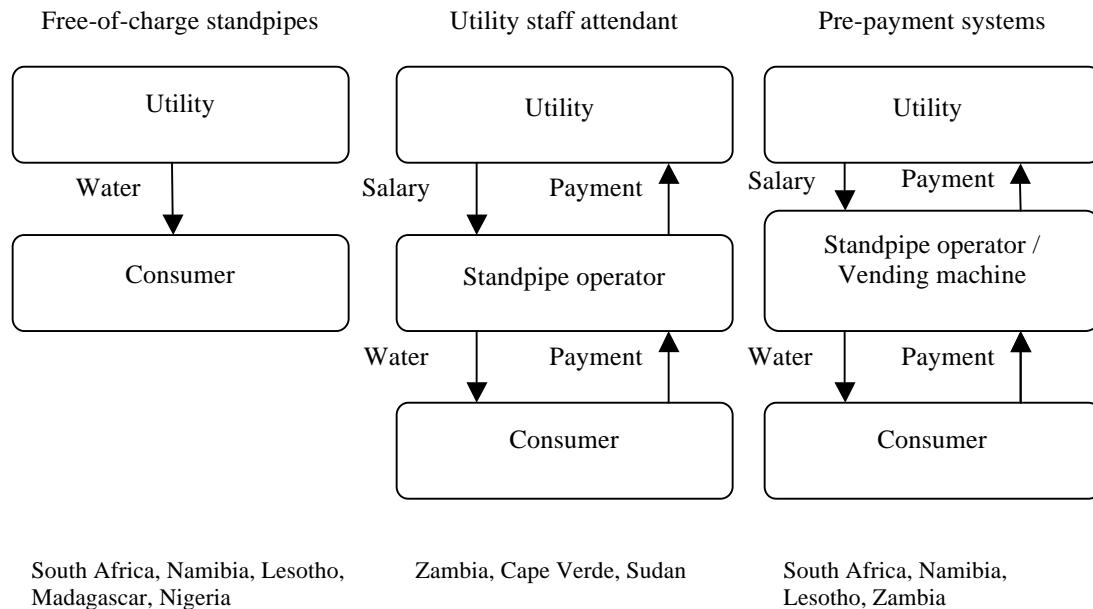 Free-of-charge standpipes
Utility staff attendant
Pre-payment systems
Utility
Utility
Utility
Water
Salary
Payment
Salary
Payment
Consumer
Standpipe operator
Standpipe operator /
Vending machine
Water
Payment
Water
Payment
Consumer
Consumer
South Africa, Namibia, Lesotho,
Madagascar, Nigeria
Zambia, Cape Verde, Sudan
South Africa, Namibia,
Lesotho, Zambia